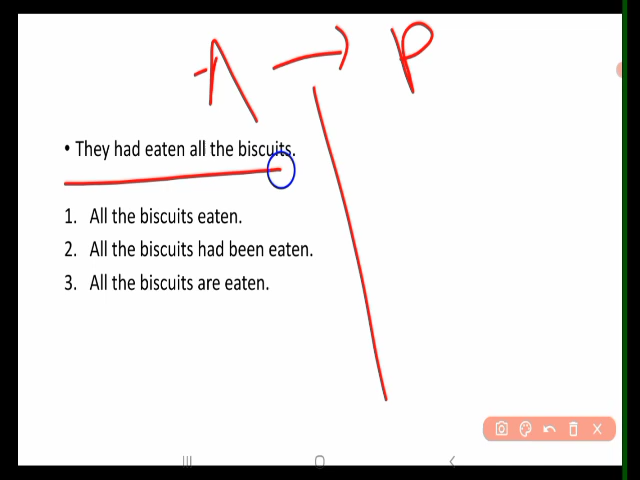 A → P
• They had eaten all the biscuits.
1. All the biscuits eaten.
2. All the biscuits had been eaten.
3. All the biscuits are eaten.